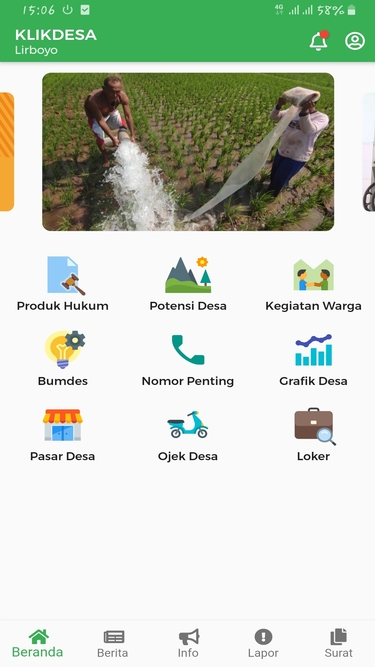 15:06 4G 58%
KLIKDESA
Lirboyo
Produk Hukum Potensi Desa Kegiatan Warga
Bumdes Nomor Penting Grafik Desa
Pasar Desa Ojek Desa Loker
Beranda Berita Info Lapor Surat